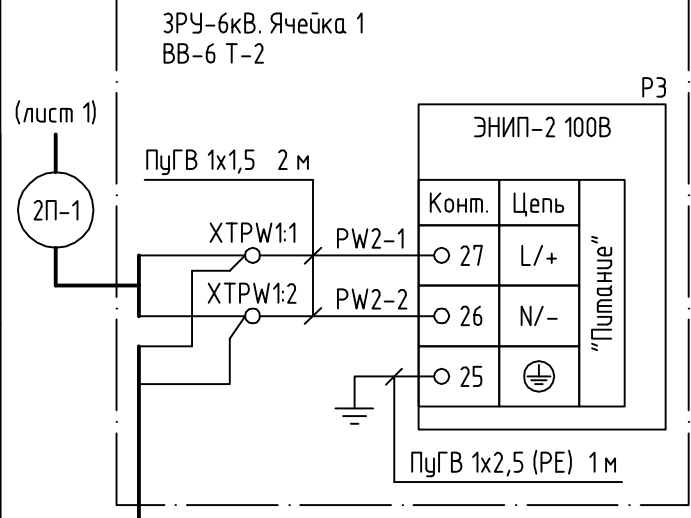 ЗРУ-6кВ. Ячейка 1
ВВ-6 Т-2
РЗ
(лист 1)
ЭНИП-2 100В
ПуГВ 1х1,5 2 м
2П-1
Конт. Цепь
XTPW1:1
PW2-1
27 L/+
"Питание"
XTPW1:2
PW2-2
26 N/-
25
ПуГВ 1х2,5 (PE) 1 м